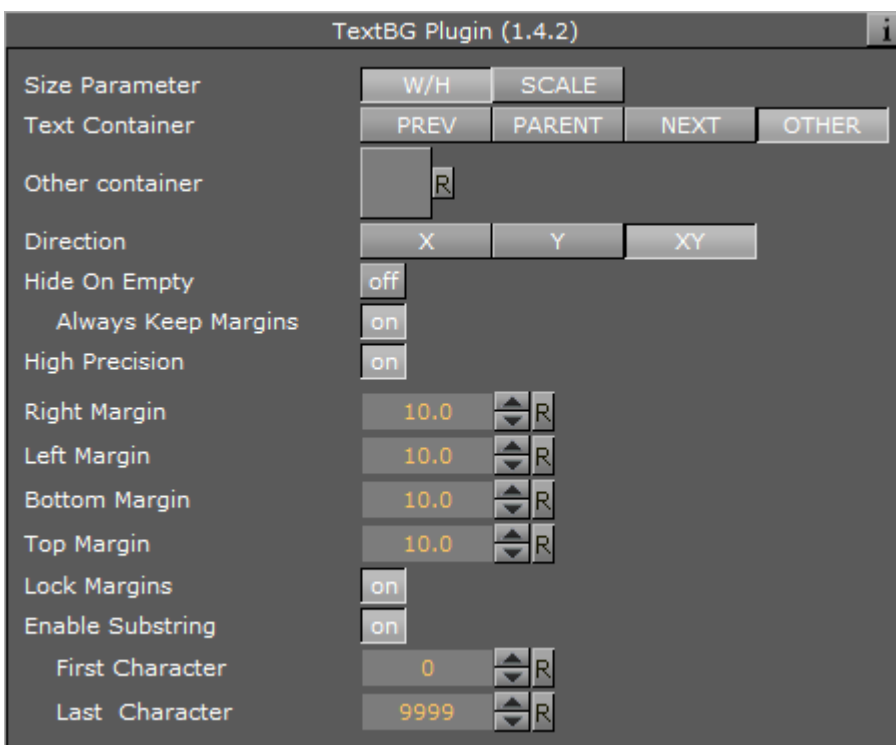 TextBG Plugin (1.4.2) i
Size Parameter W/H SCALE
Text Container PREV PARENT NEXT OTHER
Other container R
Direction X Y XY
Hide On Empty off
Always Keep Margins on
High Precision on
Right Margin 10.0 R
Left Margin 10.0 R
Bottom Margin 10.0 R
Top Margin 10.0 R
Lock Margins on
Enable Substring on
First Character 0 R
Last Character 9999 R